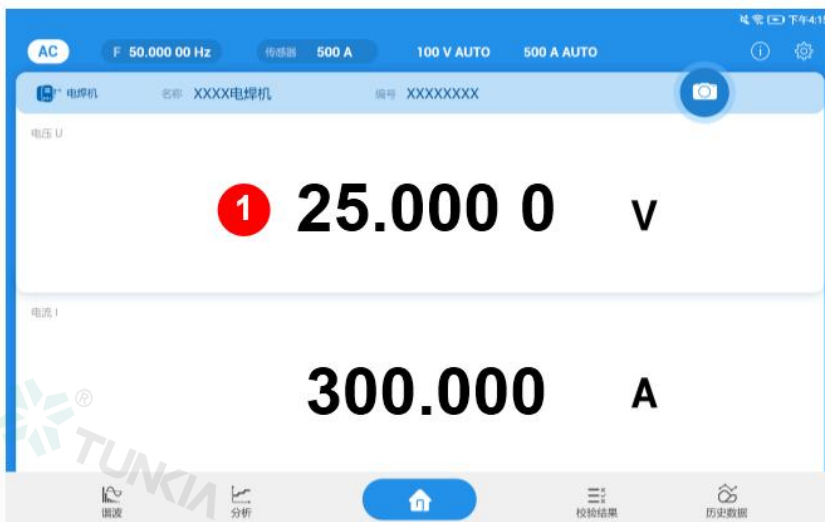 下午4:15
AC F 50.000 00 Hz 传感器 500 A 100 V AUTO 500 A AUTO
电焊机 名称 XXXX电焊机 编号 XXXXXXXX
电压 U
1 25.000 0 V
电流 I
300.000 A
TUNKIA ®
谐波 分析 校验结果 历史数据